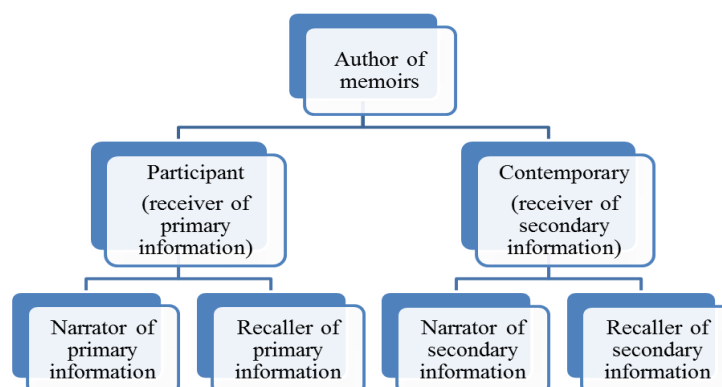 Author of
memoirs
Participant
(receiver of
primary
information)
Contemporary
(receiver of
secondary
information)
Narrator of
primary
information
Recaller of
primary
information
Narrator of
secondary
information
Recaller of
secondary
information